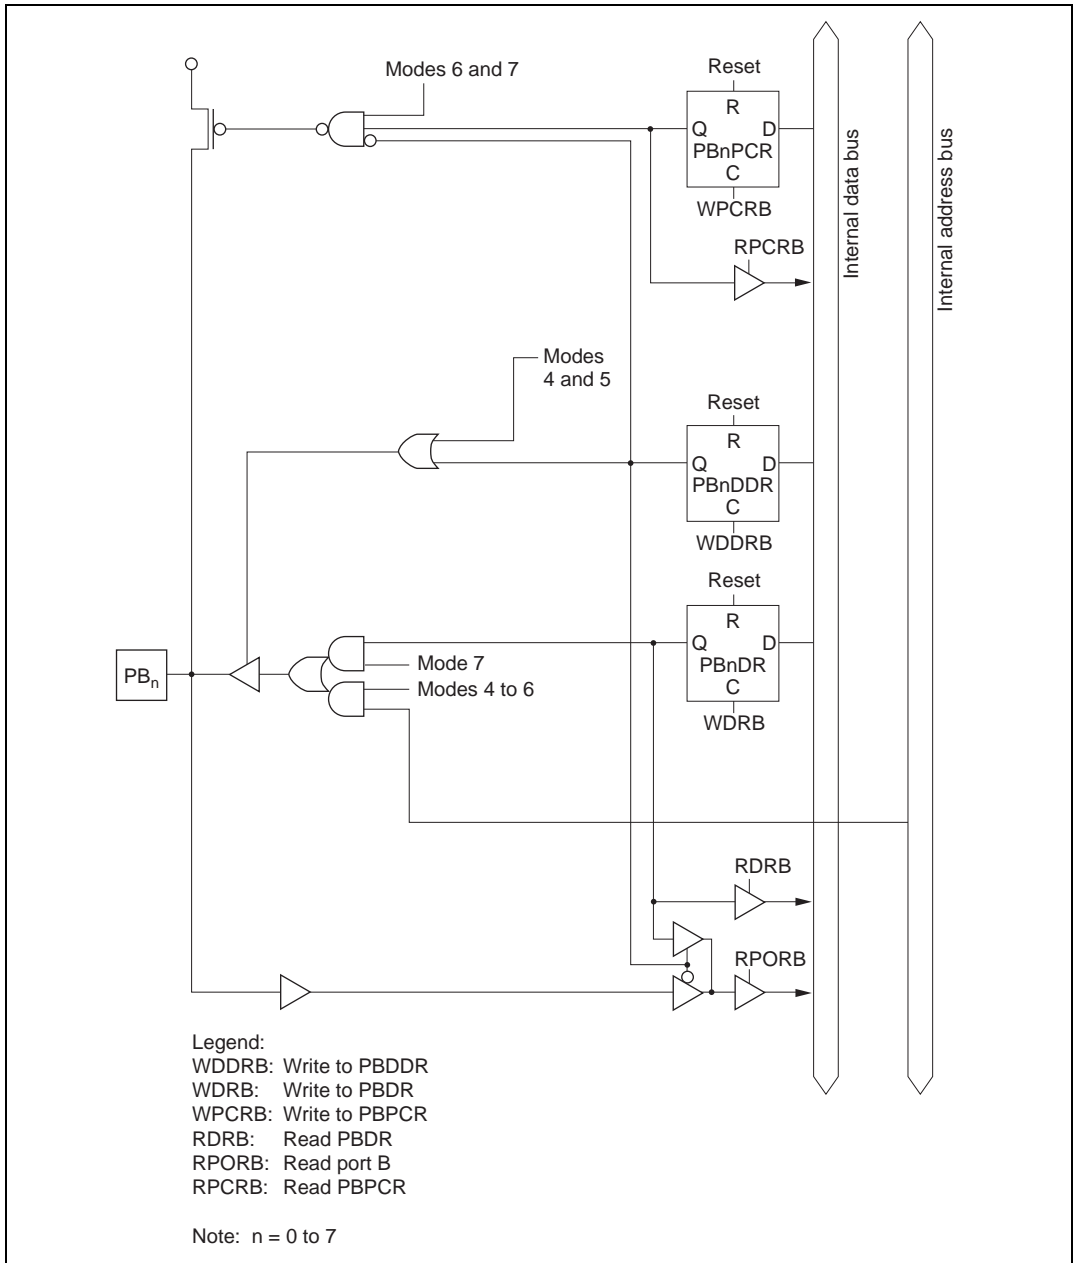 Modes 6 and 7
Reset
R
Q D
PBnPCR
C
WPCRB
RPCRB
Internal data bus
Internal address bus
Modes
4 and 5
Reset
R
Q D
PBnDDR
C
WDDRB
Reset
R
Q D
PBnDR
C
WDRB
PBn
Mode 7
Modes 4 to 6
RDRB
RPORB
Legend:
WDDRB: Write to PBDDR
WDRB: Write to PBDR
WPCRB: Write to PBPCR
RDRB: Read PBDR
RPORB: Read port B
RPCRB: Read PBPCR
Note: n = 0 to 7